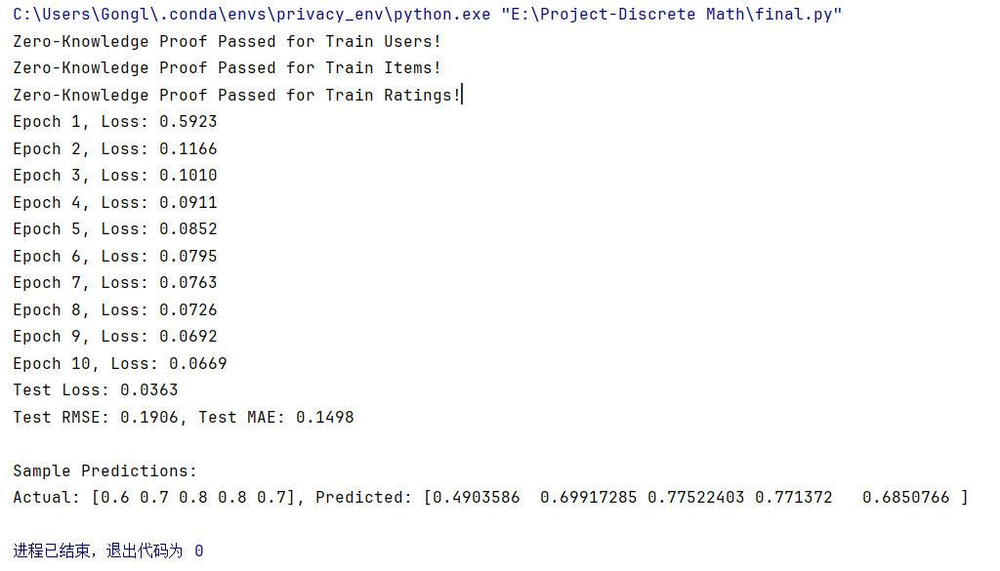 C:\Users\Gongl\.conda\envs\privacy_env\python.exe "E:\Project-Discrete Math\final.py"
Zero-Knowledge Proof Passed for Train Users!
Zero-Knowledge Proof Passed for Train Items!
Zero-Knowledge Proof Passed for Train Ratings!
Epoch 1, Loss: 0.5923
Epoch 2, Loss: 0.1166
Epoch 3, Loss: 0.1010
Epoch 4, Loss: 0.0911
Epoch 5, Loss: 0.0852
Epoch 6, Loss: 0.0795
Epoch 7, Loss: 0.0763
Epoch 8, Loss: 0.0726
Epoch 9, Loss: 0.0692
Epoch 10, Loss: 0.0669
Test Loss: 0.0363
Test RMSE: 0.1906, Test MAE: 0.1498
Sample Predictions:
Actual: [0.6 0.7 0.8 0.8 0.7], Predicted: [0.4903586  0.69917285 0.77522403 0.771372   0.6850766 ]
进程已结束，退出代码为 0